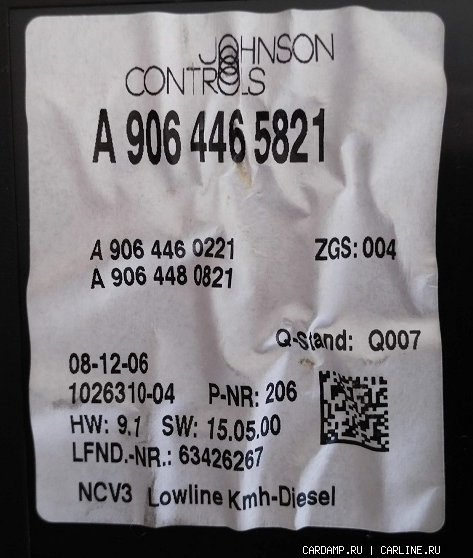 JOHNSON
CONTROLS
A 906 446 5821
A 906 446 0221 ZGS: 004
A 906 448 0821
Q-Stand: Q007
08-12-06
1026310-04 P-NR: 206
HW: 9.1 SW: 15.05.00
LFND.-NR.: 63426267
NCV3 Lowline Kmh-Diesel
CARDAMP.RU | CARLINE.RU